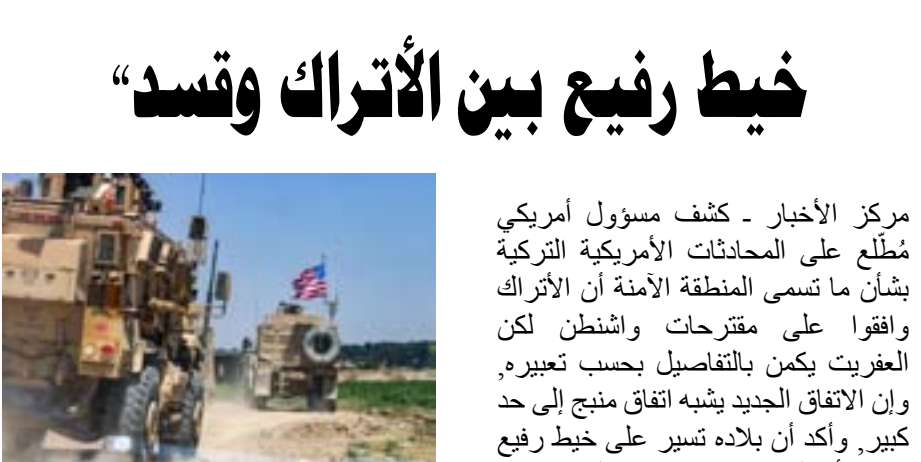 خيط رفيع بين الأتراك وقسد“
مركز الأخبار ـ كشف مسؤول أمريكي
مُطّلع على المحادثات الأمريكية التركية
بشأن ما تسمى المنطقة الآمنة أن الأتراك
وافقوا على مقترحات واشنطن لكن
العفريت يكمن بالتفاصيل بحسب تعبيره,
وإن الاتفاق الجديد يشبه اتفاق منبج إلى حد
كبير, وأكد أن بلاده تسير على خيط رفيع